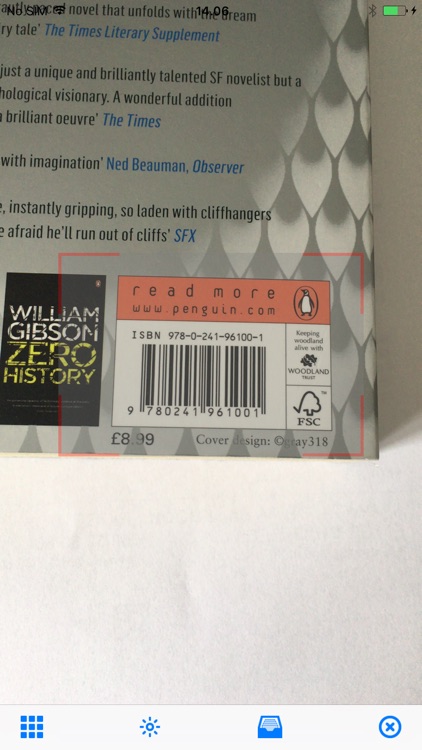 No SIM 14.06
novel that unfolds with the dream
ry tale' The Times Literary Supplement
just a unique and brilliantly talented SF novelist but a
hological visionary. A wonderful addition
brilliant oeuvre' The Times
with imagination' Ned Beauman, Observer
e, instantly gripping, so laden with cliffhangers
e afraid he'll run out of cliffs' SFX
WILLIAM
GIBSON
ZERO
HISTORY
read more
www.penguin.com
ISBN 978-0-241-96100-1
9 780241 961001
Keeping
woodland
alive with
WOODLAND
TRUST
™
FSC
£8.99
Cover design: ©gray318